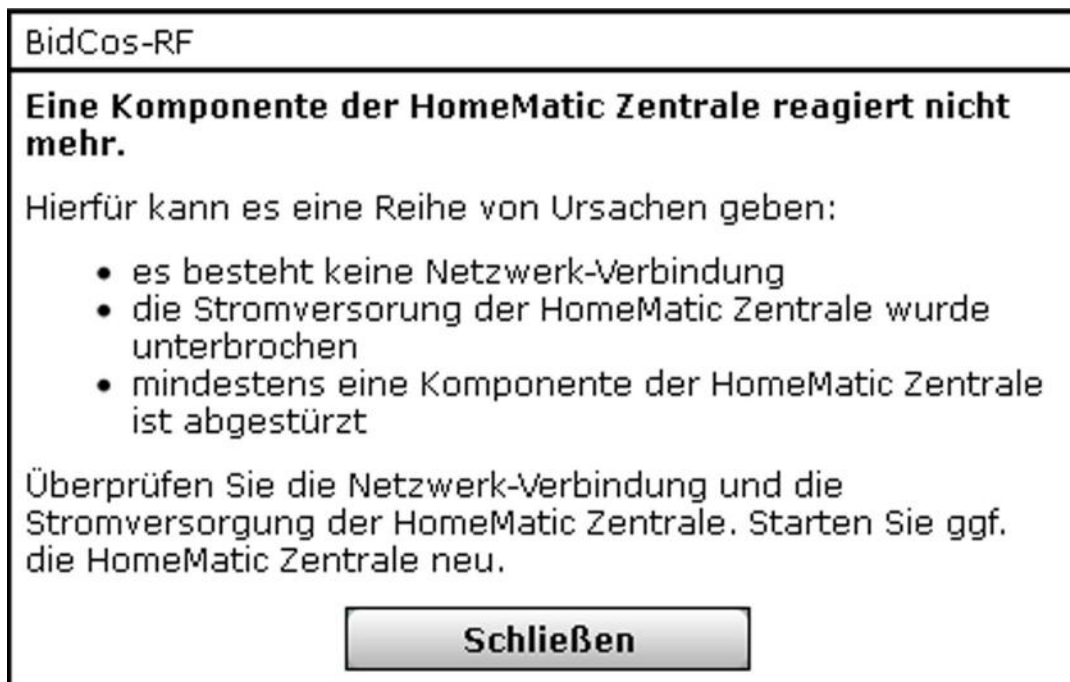 BidCos-RF
Eine Komponente der HomeMatic Zentrale reagiert nicht
mehr.
Hierfür kann es eine Reihe von Ursachen geben:
• es besteht keine Netzwerk-Verbindung
• die Stromversorung der HomeMatic Zentrale wurde
unterbrochen
• mindestens eine Komponente der HomeMatic Zentrale
ist abgestürzt
Überprüfen Sie die Netzwerk-Verbindung und die
Stromversorgung der HomeMatic Zentrale. Starten Sie ggf.
die HomeMatic Zentrale neu.
Schließen